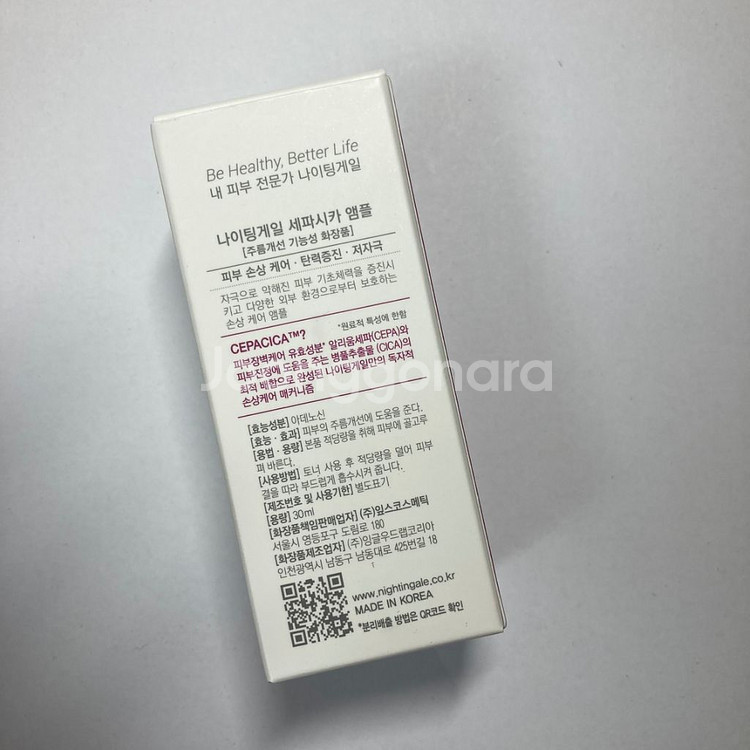 Be Healthy, Better Life
내 피부 전문가 나이팅게일
나이팅게일 세파시카 앰플
[주름개선 기능성 화장품]
피부 손상 케어 · 탄력증진 · 저자극
자극으로 약해진 피부 기초체력을 증진시
키고 다양한 외부 환경으로부터 보호하는
손상 케어 앰플
*원료적 특성에 한함
CEPACICA™?
피부장벽케어 유효성분* 알리움세파(CEPA)와
피부진정에 도움을 주는 병풀추출물 (CICA)의
최적 배합으로 완성된 나이팅게일만의 독자적
손상케어 매커니즘
[효능성분] 아데노신
[효능 · 효과] 피부의 주름개선에 도움을 준다.
[용법 · 용량] 본품 적당량을 취해 피부에 골고루
펴 바른다.
[사용방법] 토너 사용 후 적당량을 덜어 피부
결을 따라 부드럽게 흡수시켜 줍니다.
[제조번호 및 사용기한] 별도표기
[용량] 30ml
[화장품책임판매업자] (주)잎스코스메틱
서울시 영등포구 도림로 180
[화장품제조업자] (주)잉글우드랩코리아
인천광역시 남동구 남동대로 425번길 18
www.nightingale.co.kr
MADE IN KOREA
*분리배출 방법은 QR코드 확인
Joonggonara